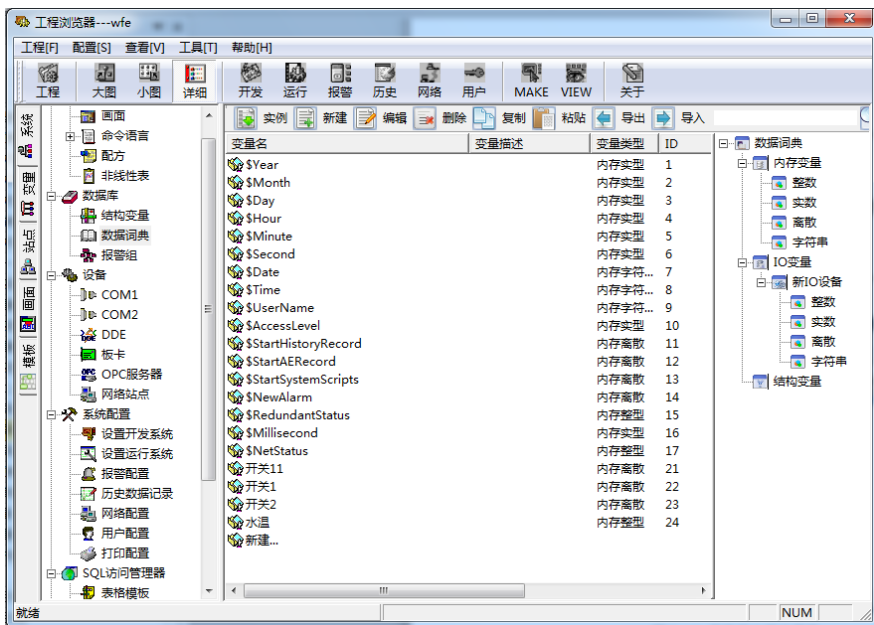 工程浏览器---wfe
工程[F] 配置[S] 查看[V] 工具[T] 帮助[H]
工程 大图 小图 详细 开发 运行 报警 历史 网络 用户 MAKE VIEW 关于
系统
变量
站点
画面
模板
画面
命令语言
配方
非线性表
数据库
结构变量
数据词典
报警组
设备
COM1
COM2
DDE
板卡
OPC服务器
网络站点
系统配置
设置开发系统
设置运行系统
报警配置
历史数据记录
网络配置
用户配置
打印配置
SQL访问管理器
表格模板
实例 新建 编辑 删除 复制 粘贴 导出 导入
变量名 变量描述 变量类型 ID
$Year 内存实型 1
$Month 内存实型 2
$Day 内存实型 3
$Hour 内存实型 4
$Minute 内存实型 5
$Second 内存实型 6
$Date 内存字符... 7
$Time 内存字符... 8
$UserName 内存字符... 9
$AccessLevel 内存实型 10
$StartHistoryRecord 内存离散 11
$StartAERecord 内存离散 12
$StartSystemScripts 内存离散 13
$NewAlarm 内存离散 14
$RedundantStatus 内存整型 15
$Millisecond 内存实型 16
$NetStatus 内存整型 17
开关11 内存离散 21
开关1 内存离散 22
开关2 内存离散 23
水温 内存整型 24
新建...
数据词典
内存变量
整数
实数
离散
字符串
IO变量
新IO设备
整数
实数
离散
字符串
结构变量
就绪 NUM